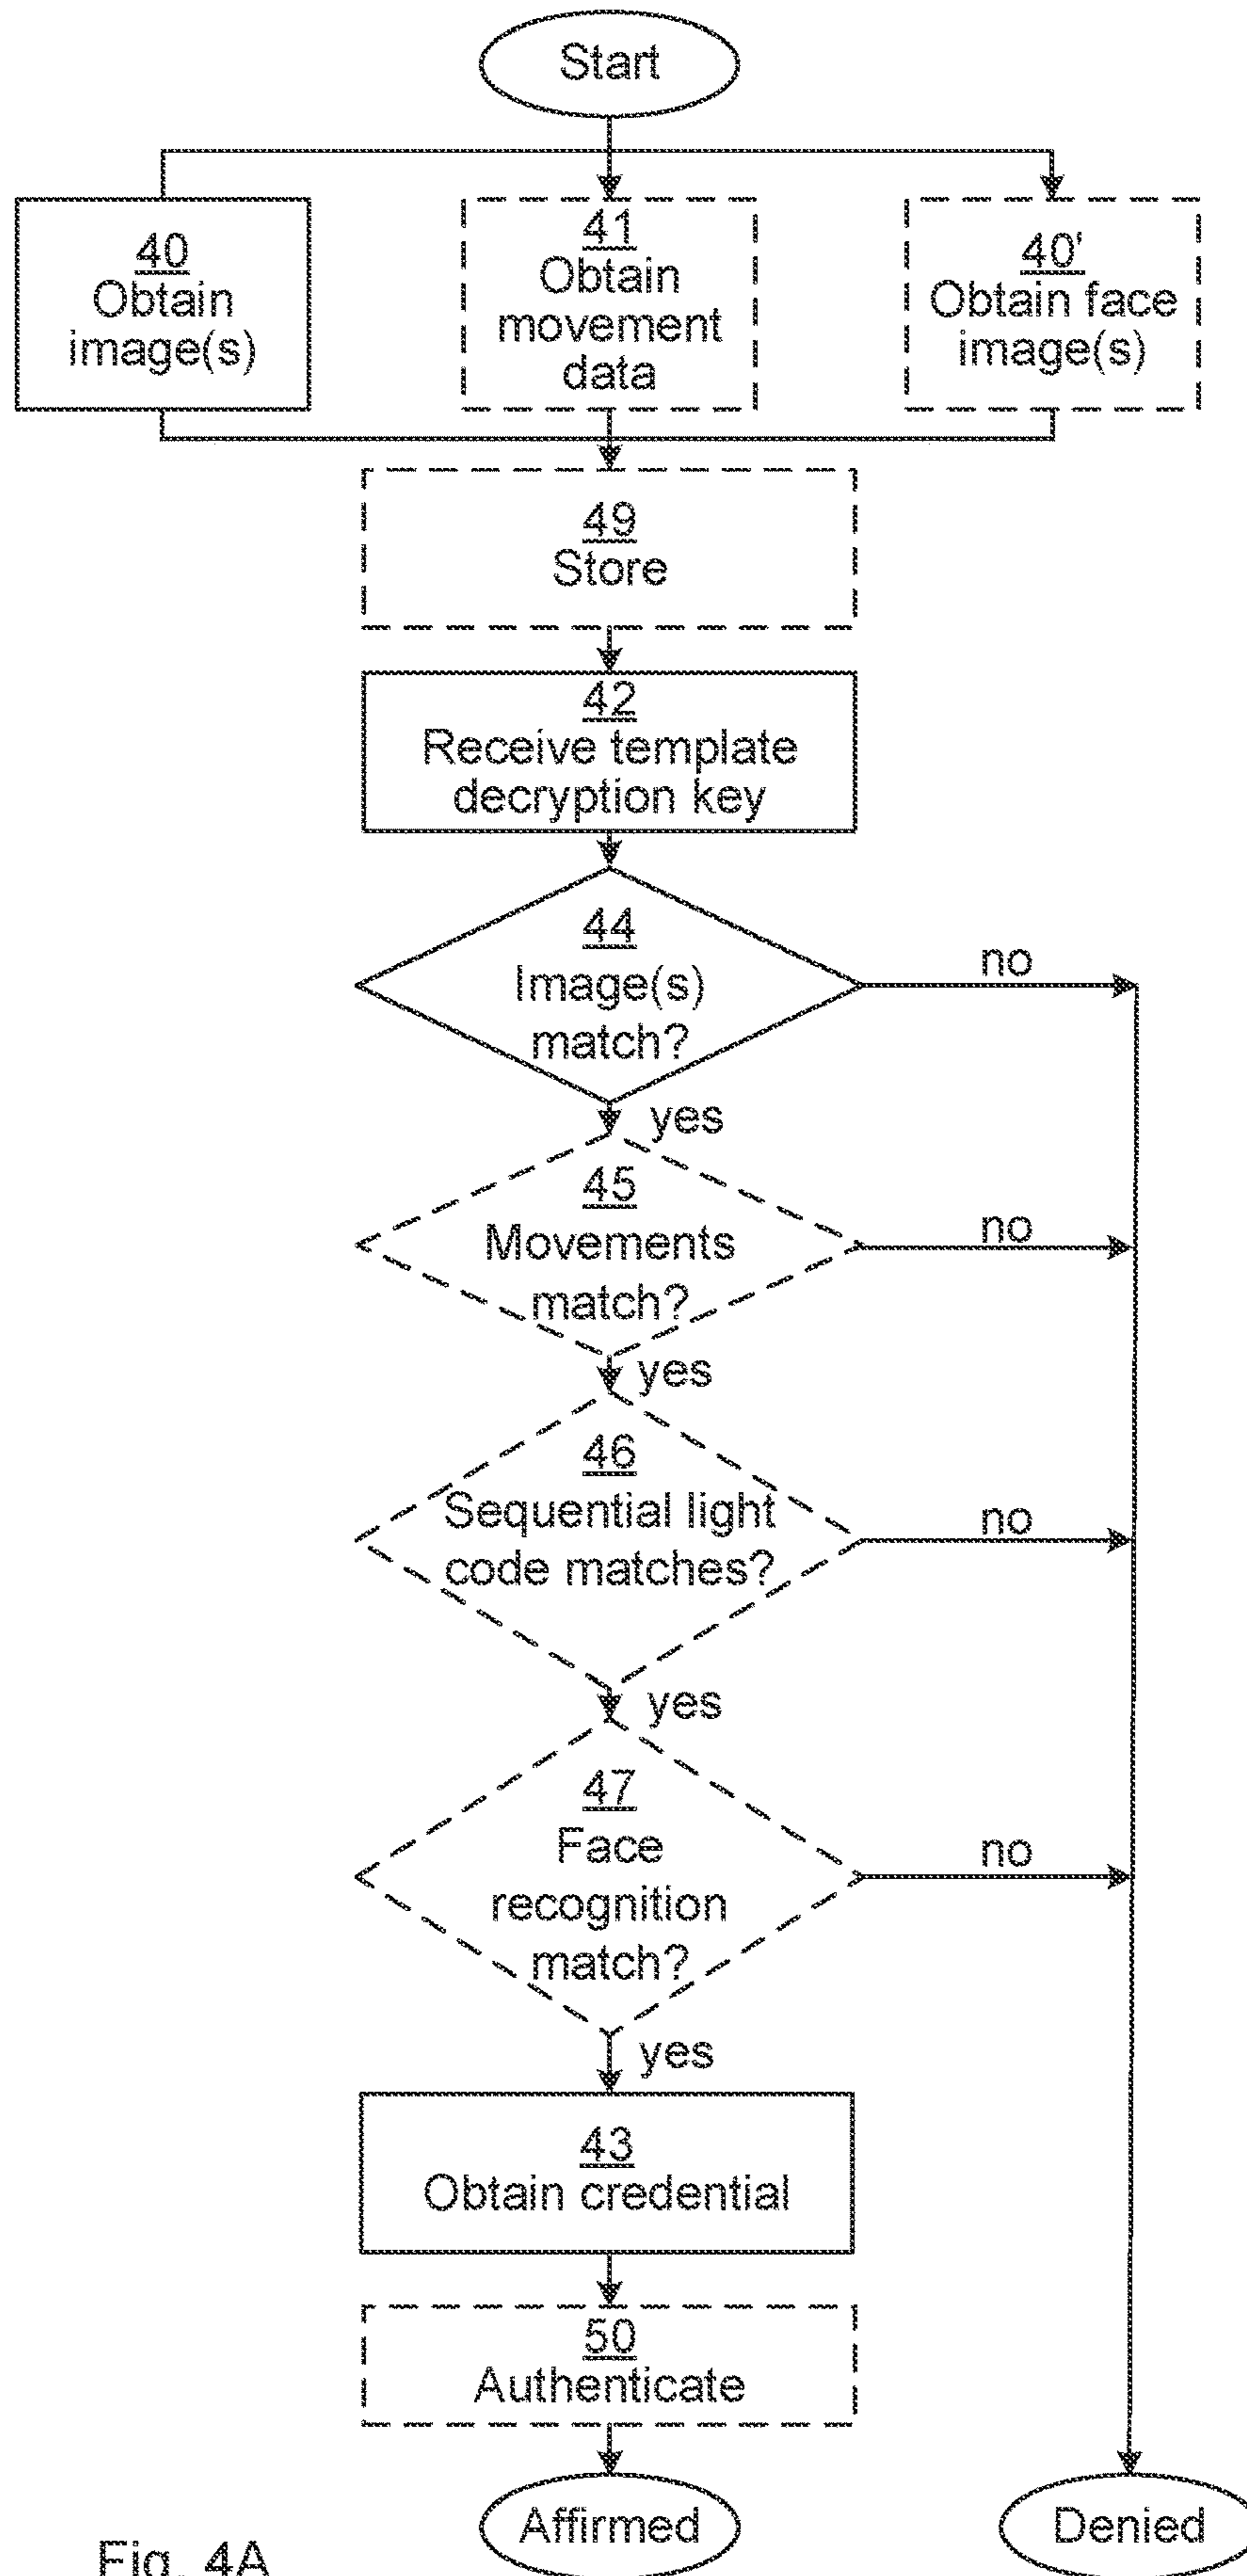 Start
40
Obtain
image(s)
41
Obtain
movement
data
40'
Obtain face
image(s)
49
Store
42
Receive template
decryption key
44
Image(s)
match?
no
yes
45
Movements
match?
no
yes
46
Sequential light
code matches?
no
yes
47
Face
recognition
match?
no
yes
43
Obtain credential
50
Authenticate
Affirmed
Denied
Fig. 4A